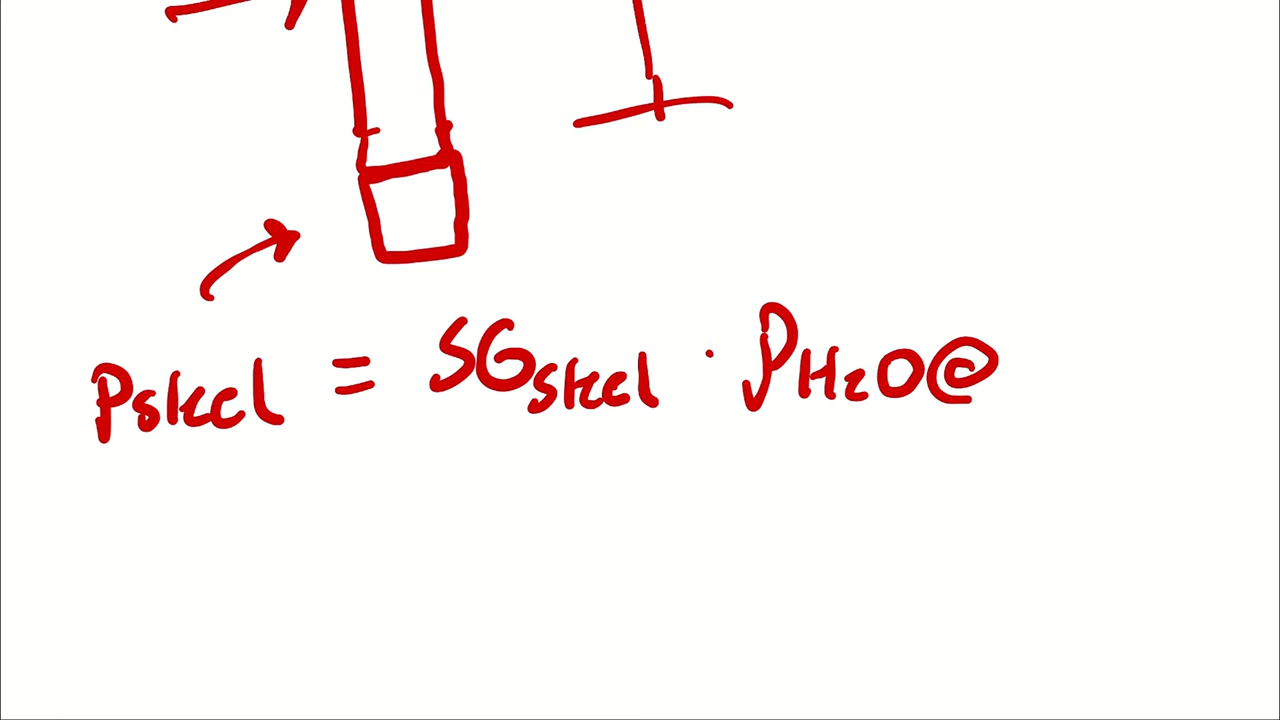 ρsteel = SGsteel · ρH₂O@